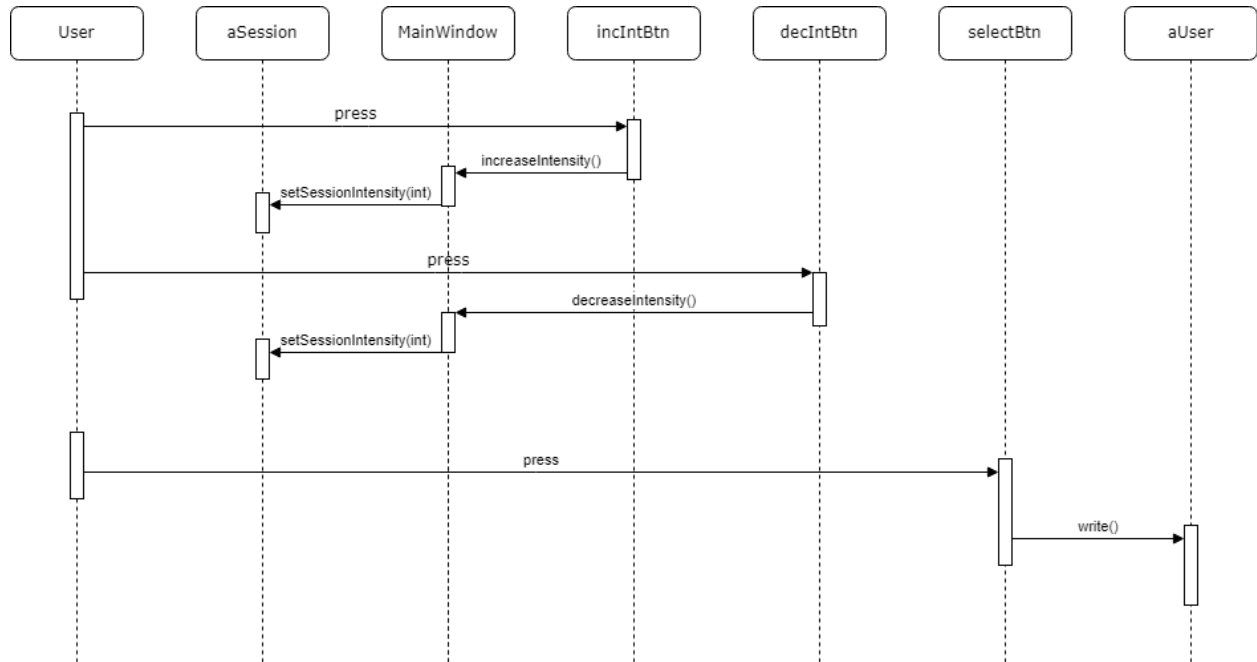 User
aSession
MainWindow
incIntBtn
decIntBtn
selectBtn
aUser
press
increaseIntensity()
setSessionIntensity(int)
press
decreaseIntensity()
setSessionIntensity(int)
press
write()